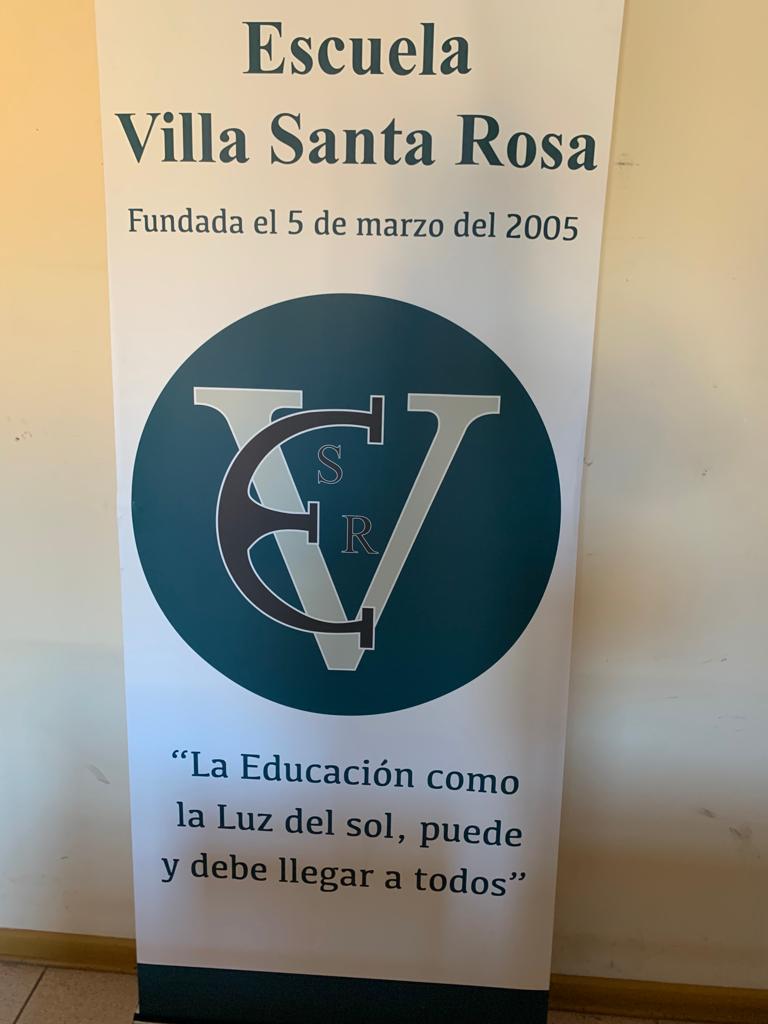 Escuela
Villa Santa Rosa
Fundada el 5 de marzo del 2005
E V
S
R
“La Educación como
la Luz del sol, puede
y debe llegar a todos”